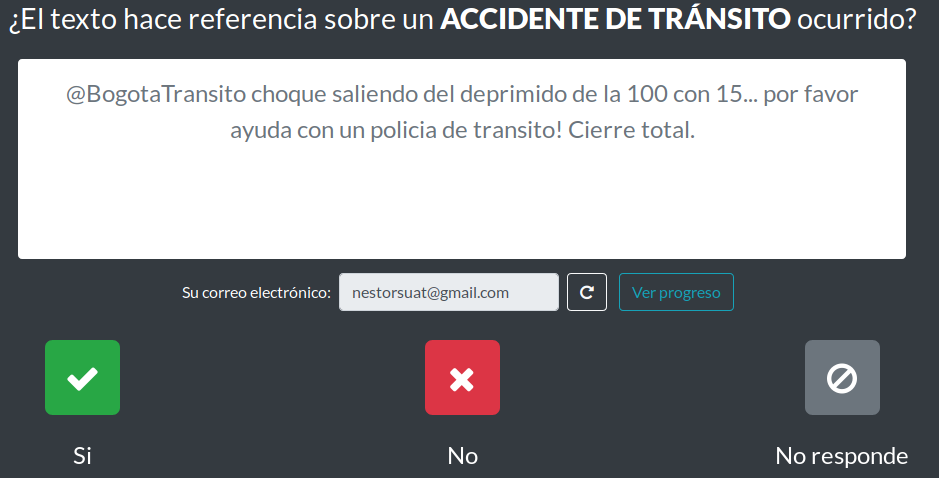 ¿El texto hace referencia sobre un ACCIDENTE DE TRÁNSITO ocurrido?
@BogotaTransito choque saliendo del deprimido de la 100 con 15... por favor
ayuda con un policia de transito! Cierre total.
Su correo electrónico: nestorsuat@gmail.com Ver progreso
Si No No responde